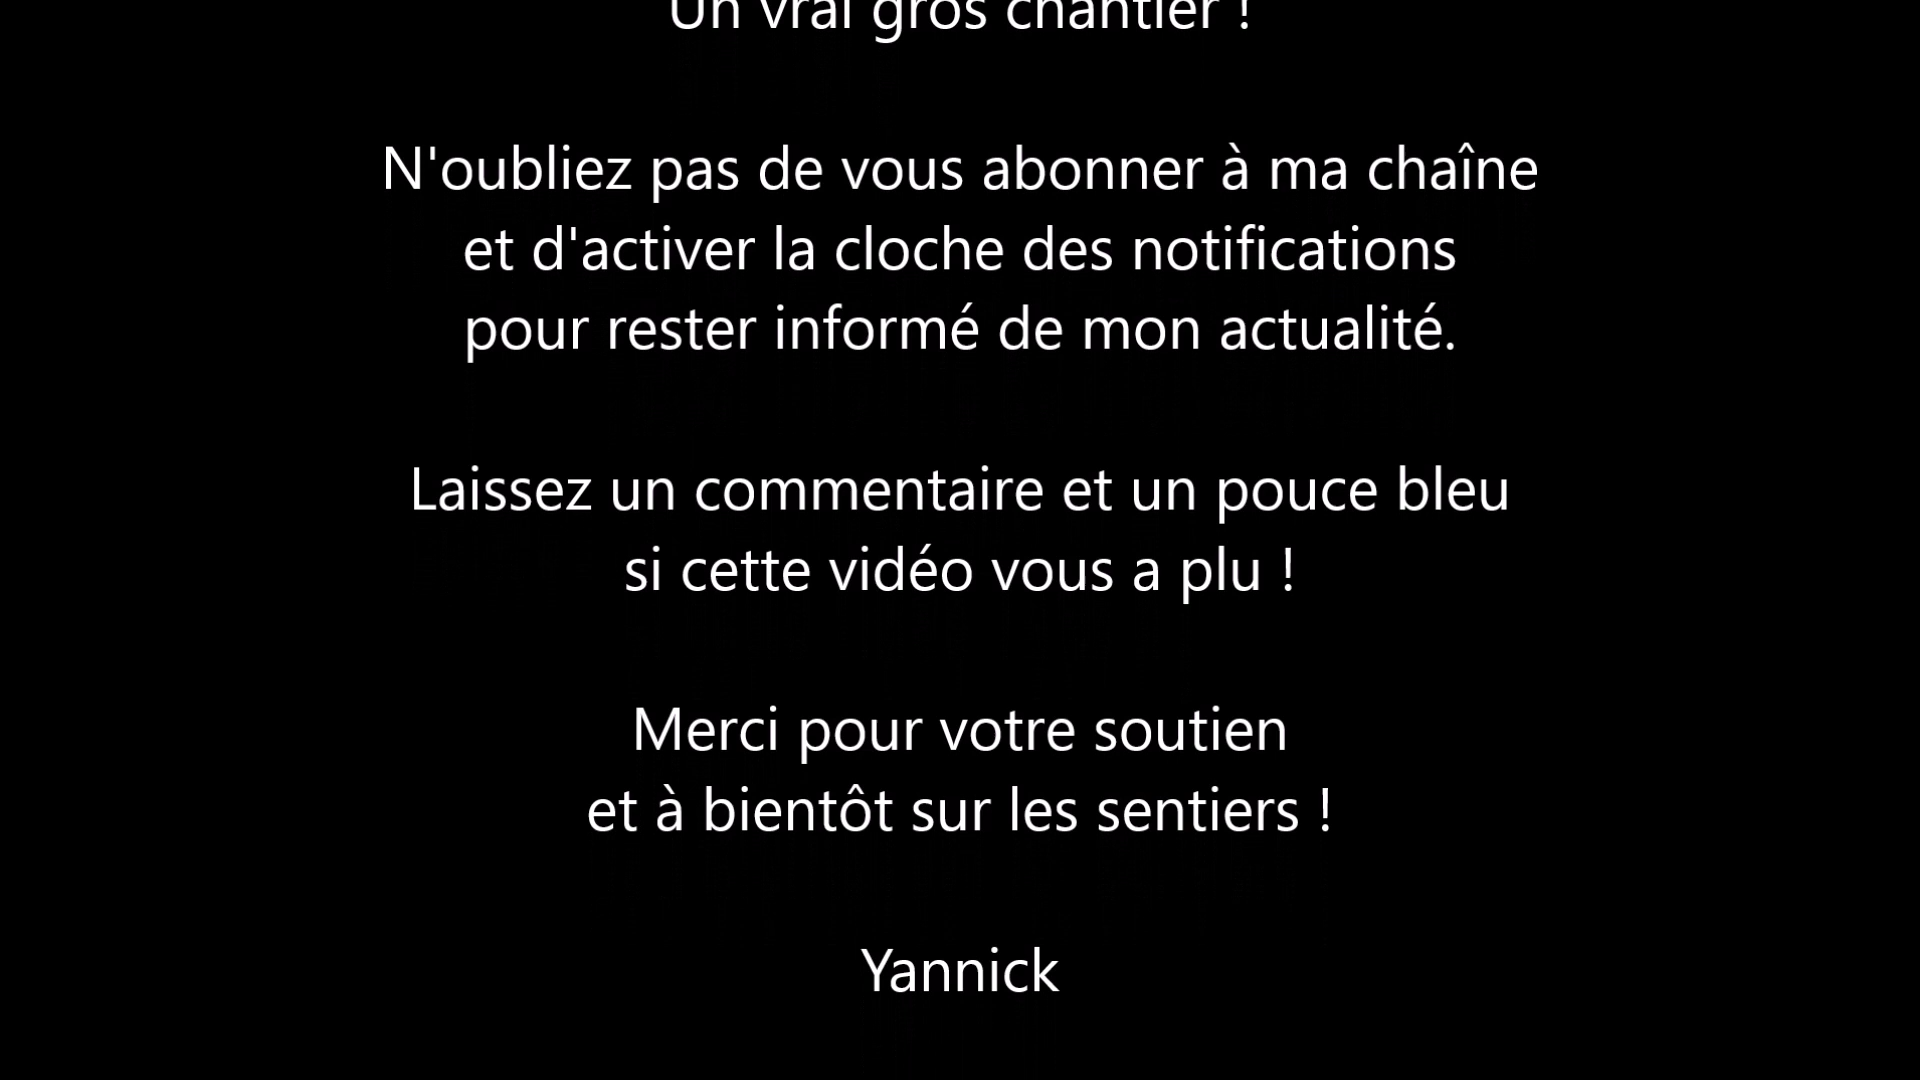 Un vrai gros chantier !
N'oubliez pas de vous abonner à ma chaîne
et d'activer la cloche des notifications
pour rester informé de mon actualité.
Laissez un commentaire et un pouce bleu
si cette vidéo vous a plu !
Merci pour votre soutien
et à bientôt sur les sentiers !
Yannick